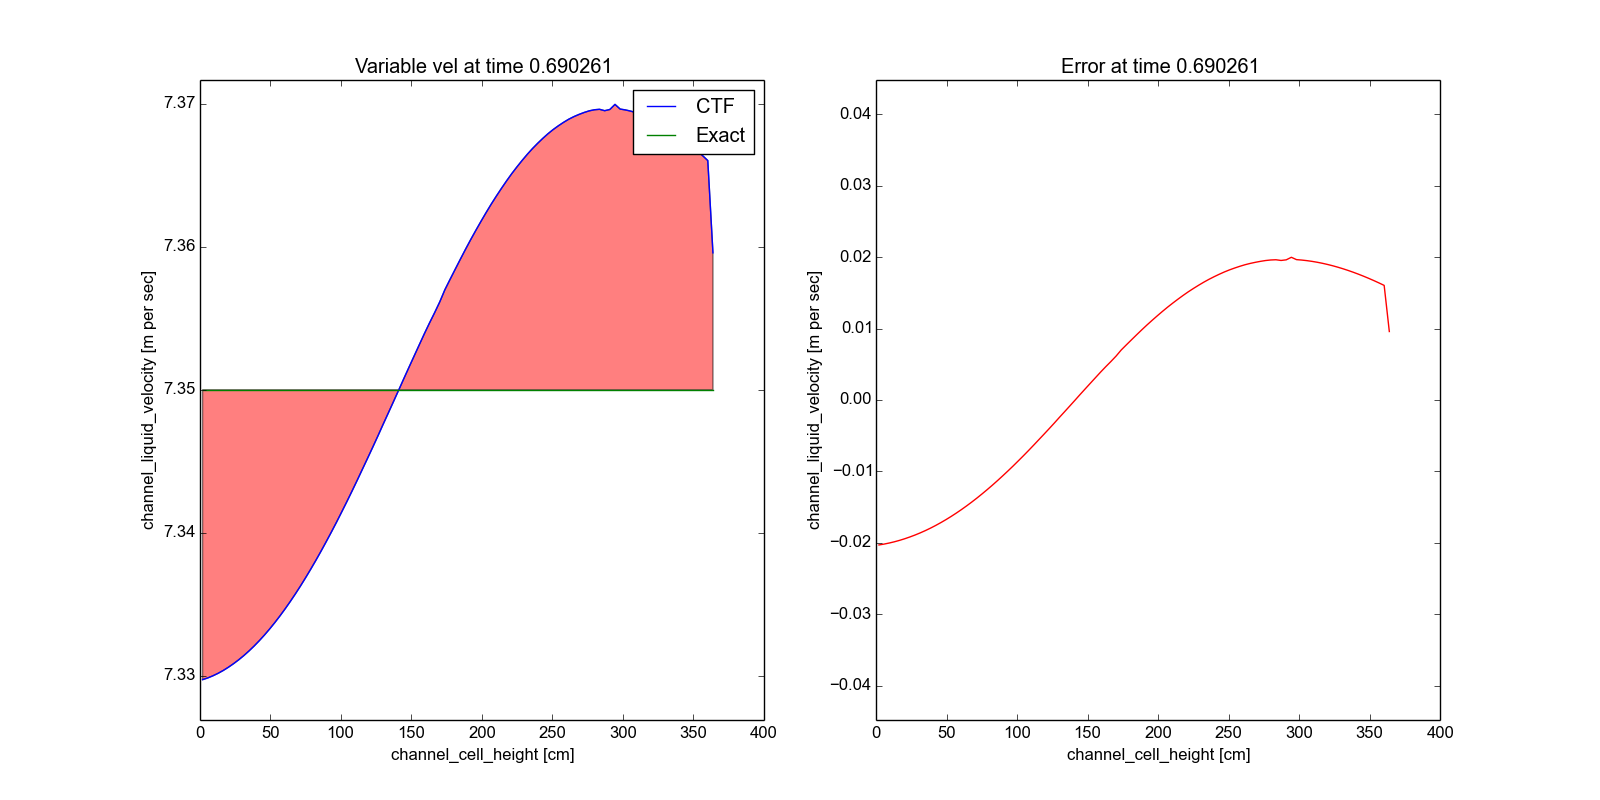 Variable vel at time 0.690261
7.37
7.36
7.35
7.34
7.33
channel_liquid_velocity [m per sec]
CTF
Exact
0 50 100 150 200 250 300 350 400
channel_cell_height [cm]
Error at time 0.690261
0.04
0.03
0.02
0.01
0.00
−0.01
−0.02
−0.03
−0.04
channel_liquid_velocity [m per sec]
0 50 100 150 200 250 300 350 400
channel_cell_height [cm]